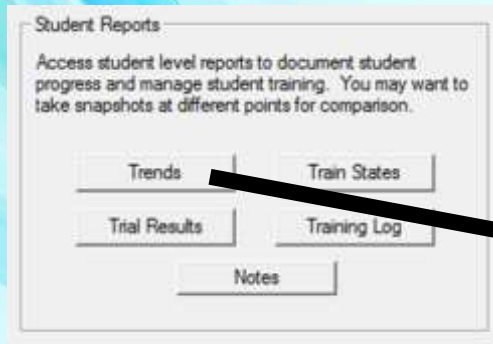 Student Reports
Access student level reports to document student
progress and manage student training. You may want to
take snapshots at different points for comparison.
Trends
Train States
Trial Results
Training Log
Notes